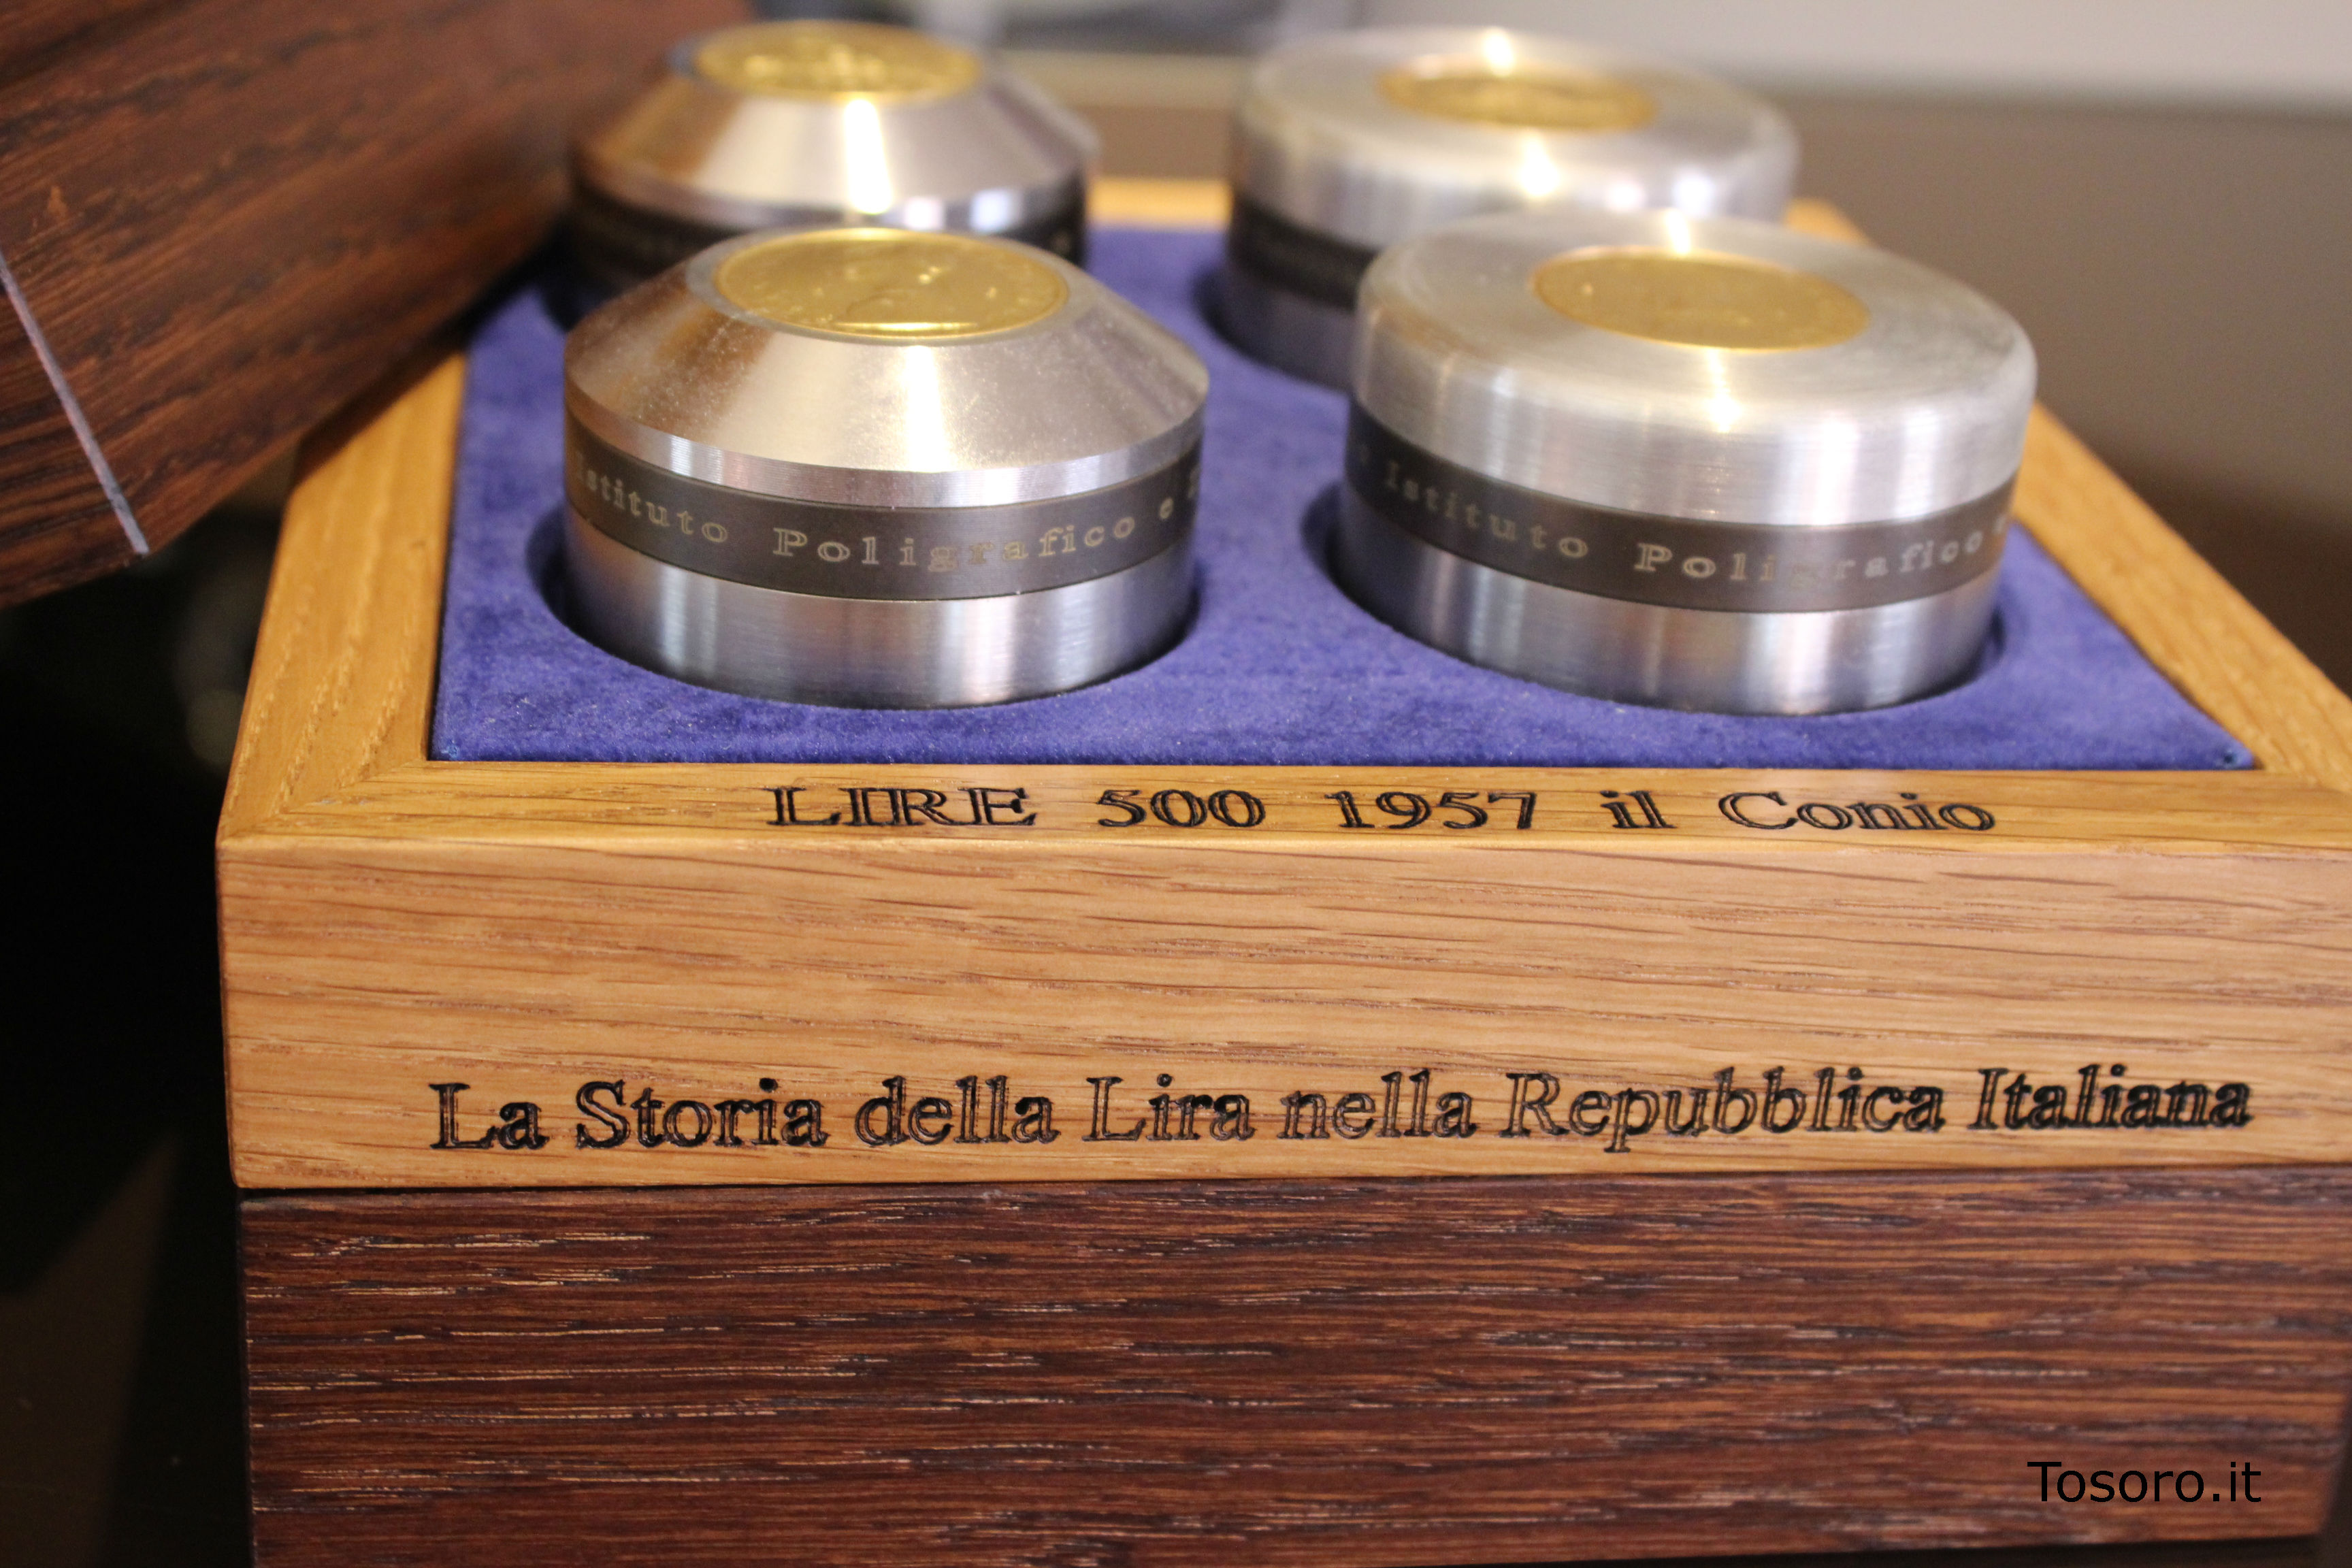 Istituto Poligrafico e
Istituto Poligrafico e
LIRE 500 1957 il Conio
La Storia della Lira nella Repubblica Italiana
Tosoro.it